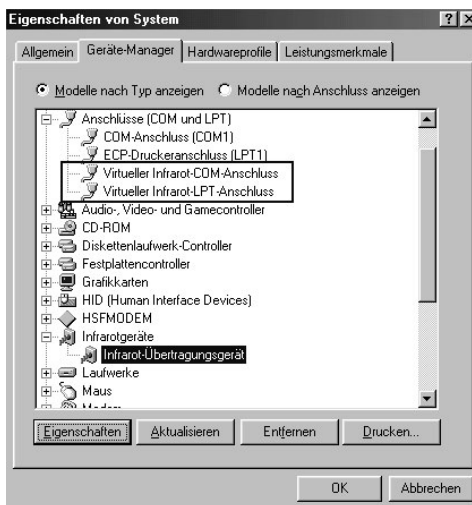 Eigenschaften von System
Allgemein Geräte-Manager Hardwareprofile Leistungsmerkmale
Modelle nach Typ anzeigen Modelle nach Anschluss anzeigen
Anschlüsse (COM und LPT)
COM-Anschluss (COM1)
ECP-Druckeranschluss (LPT1)
Virtueller Infrarot-COM-Anschluss
Virtueller Infrarot-LPT-Anschluss
Audio-, Video- und Gamecontroller
CD-ROM
Diskettenlaufwerk-Controller
Festplattencontroller
Grafikkarten
HID (Human Interface Devices)
HSFMODEM
Infrarotgeräte
Infrarot-Übertragungsgerät
Laufwerke
Maus
Modem
Eigenschaften Aktualisieren Entfernen Drucken...
OK Abbrechen